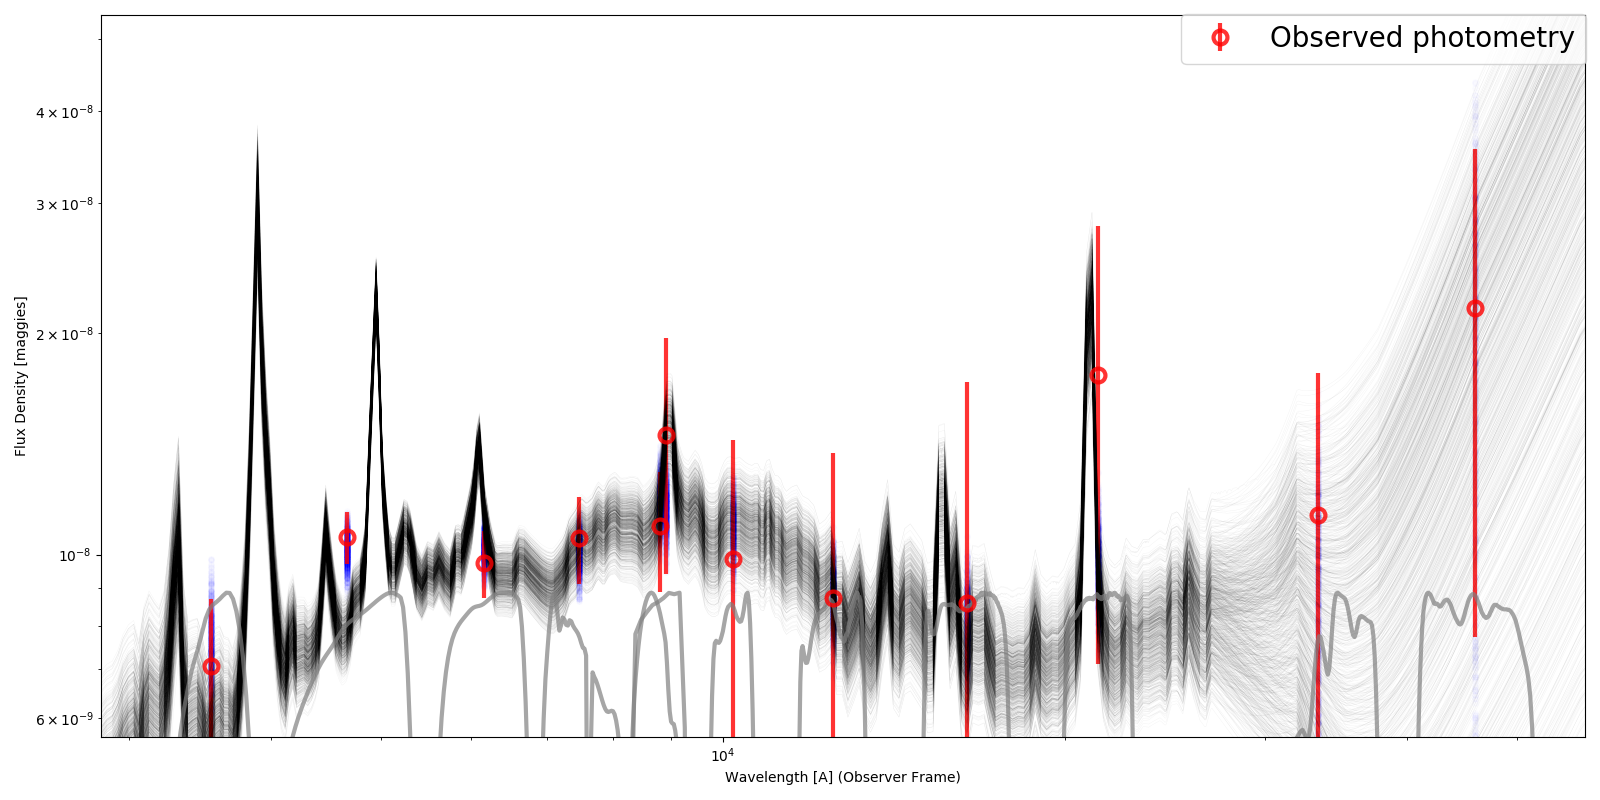 Observed photometry
4 × 10⁻⁸
3 × 10⁻⁸
2 × 10⁻⁸
10⁻⁸
6 × 10⁻⁹
Flux Density [maggies]
10⁴
Wavelength [A] (Observer Frame)